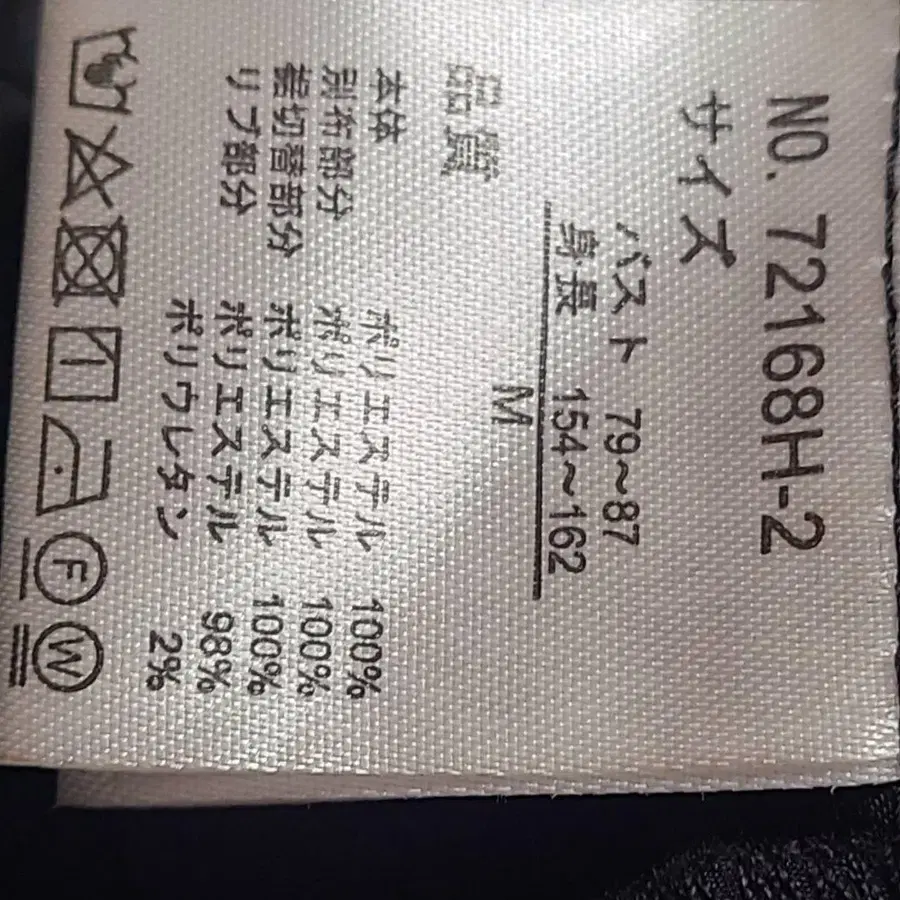 NO. 72168H-2
サイズ
バスト 79~87
身長 154~162
M
品質
本体 ポリエステル 100%
別布部分 ポリエステル 100%
裾切替部分 ポリエステル 100%
リブ部分 ポリエステル 98%
ポリウレタン 2%
F
W